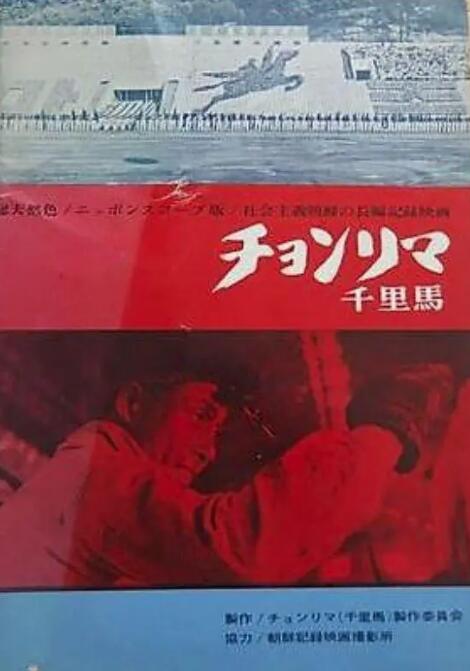 天然色/ニッポンスコープ版/社会主義朝鮮の長編記録映画
チョンリマ
千里馬
製作/チョンリマ(千里馬)製作委員会
協力/朝鮮記録映画撮影所